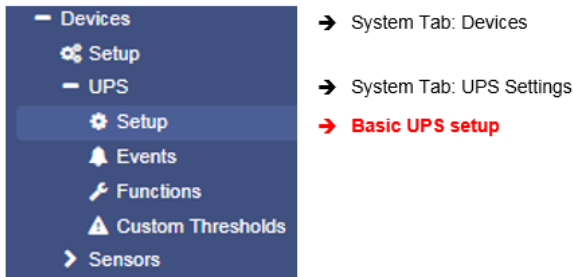 Devices → System Tab: Devices
Setup
UPS → System Tab: UPS Settings
Setup → Basic UPS setup
Events
Functions
Custom Thresholds
Sensors